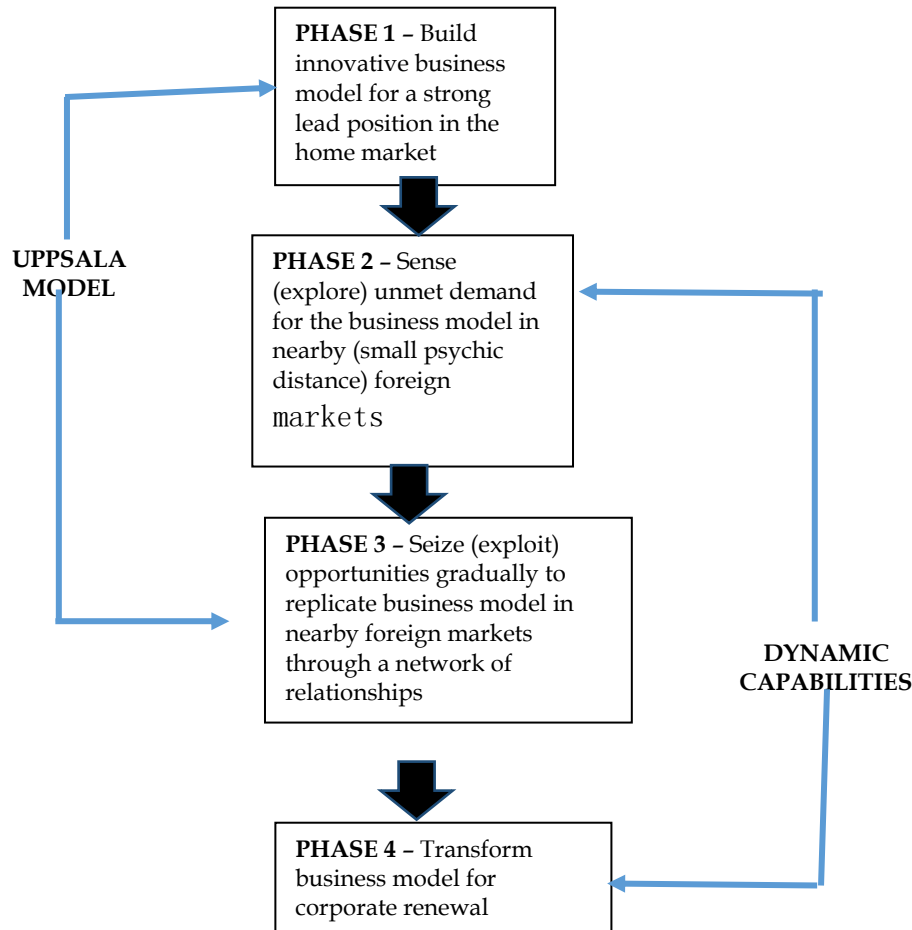 PHASE 1 – Build
innovative business
model for a strong
lead position in the
home market
UPPSALA
MODEL
PHASE 2 – Sense
(explore) unmet demand
for the business model in
nearby (small psychic
distance) foreign
markets
PHASE 3 – Seize (exploit)
opportunities gradually to
replicate business model in
nearby foreign markets
through a network of
relationships
DYNAMIC
CAPABILITIES
PHASE 4 – Transform
business model for
corporate renewal